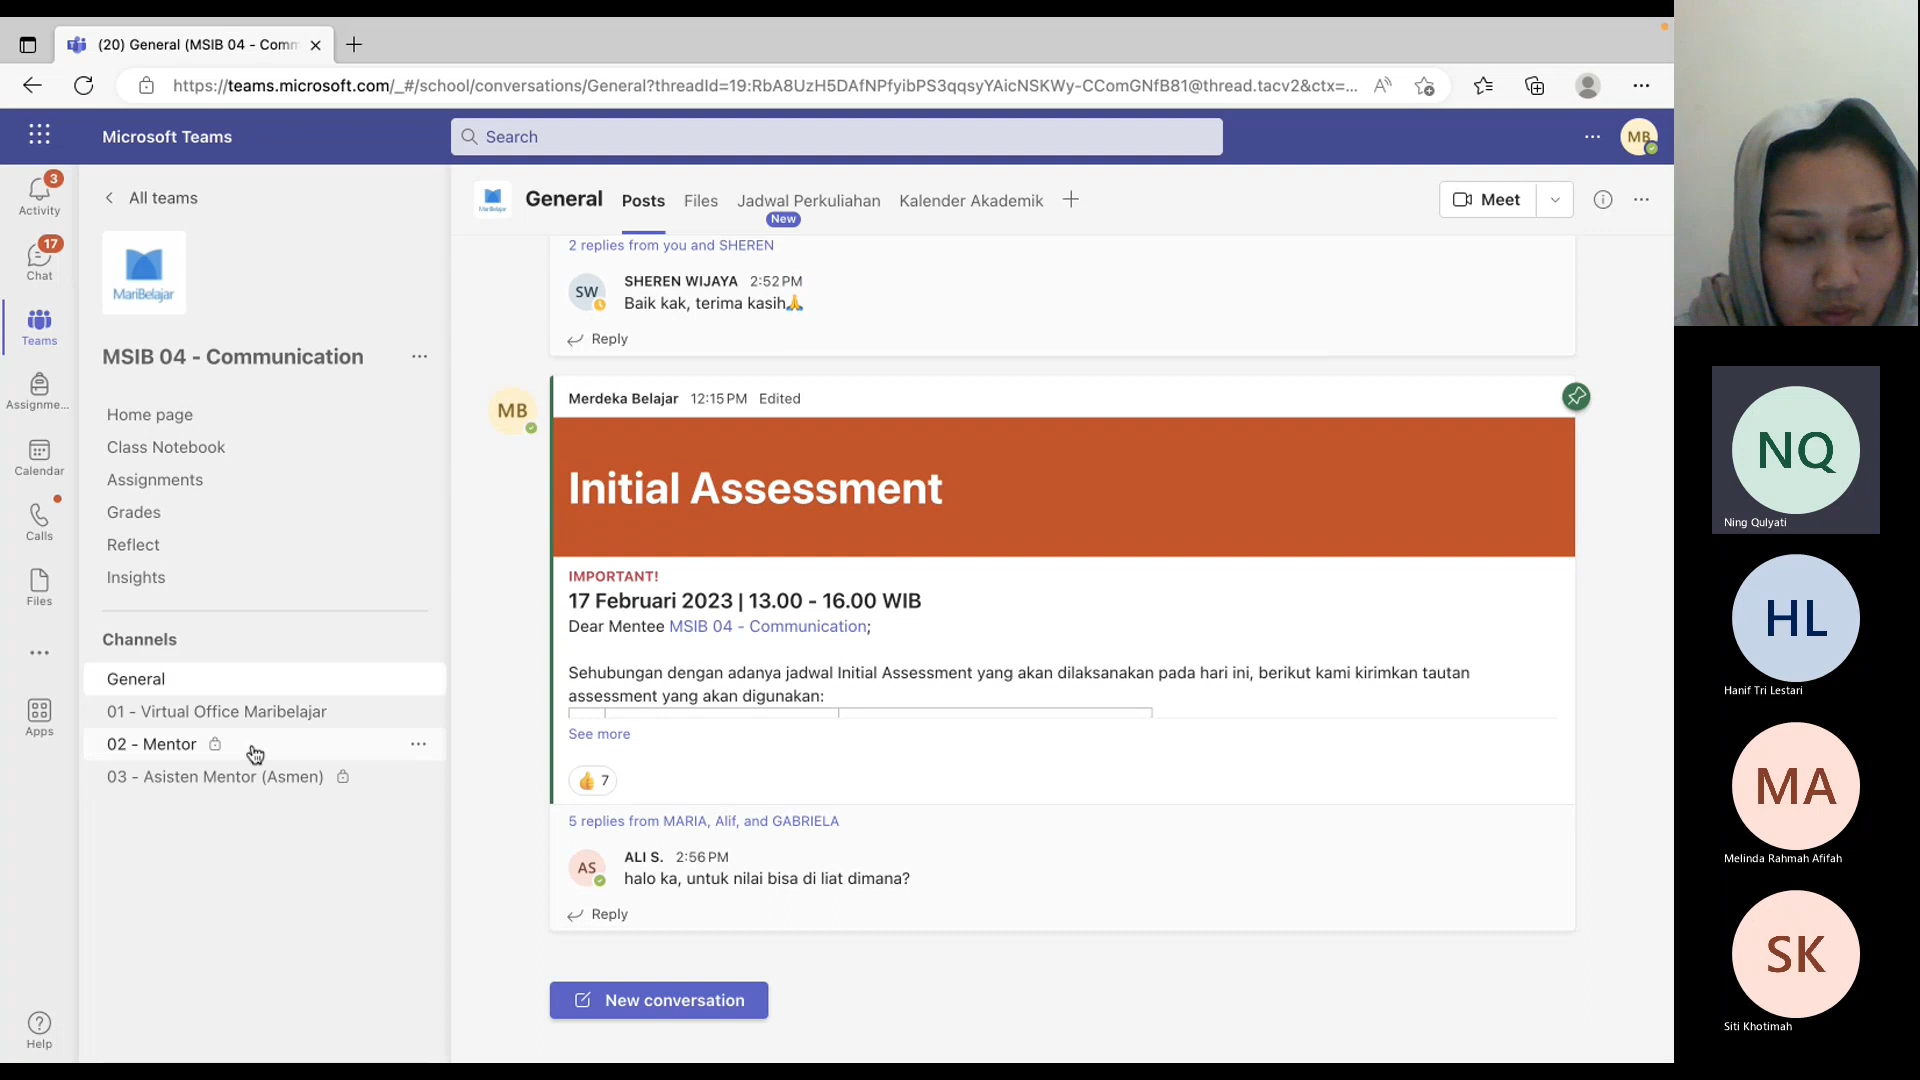 (20) General (MSIB 04 - Comm
https://teams.microsoft.com/_#/school/conversations/General?threadId=19:RbA8UzH5DAfNPfyibPS3qqsyYAicNSKWy-CComGNfB81@thread.tacv2&ctx=...
Microsoft Teams
Search
MB
3
Activity
17
Chat
Teams
Assignme...
Calendar
Calls
Files
Apps
Help
All teams
MariBelajar
MSIB 04 - Communication
Home page
Class Notebook
Assignments
Grades
Reflect
Insights
Channels
General
01 - Virtual Office Maribelajar
02 - Mentor
03 - Asisten Mentor (Asmen)
MariBelajar
General
Posts
Files
Jadwal Perkuliahan
New
Kalender Akademik
Meet
2 replies from you and SHEREN
SW
SHEREN WIJAYA 2:52 PM
Baik kak, terima kasih🙏
Reply
MB
Merdeka Belajar 12:15 PM Edited
Initial Assessment
IMPORTANT!
17 Februari 2023 | 13.00 - 16.00 WIB
Dear Mentee MSIB 04 - Communication;
Sehubungan dengan adanya jadwal Initial Assessment yang akan dilaksanakan pada hari ini, berikut kami kirimkan tautan
assessment yang akan digunakan:
See more
👍 7
5 replies from MARIA, Alif, and GABRIELA
AS
ALI S. 2:56 PM
halo ka, untuk nilai bisa di liat dimana?
Reply
New conversation
NQ
Ning Qulyati
HL
Hanif Tri Lestari
MA
Melinda Rahmah Afifah
SK
Siti Khotimah